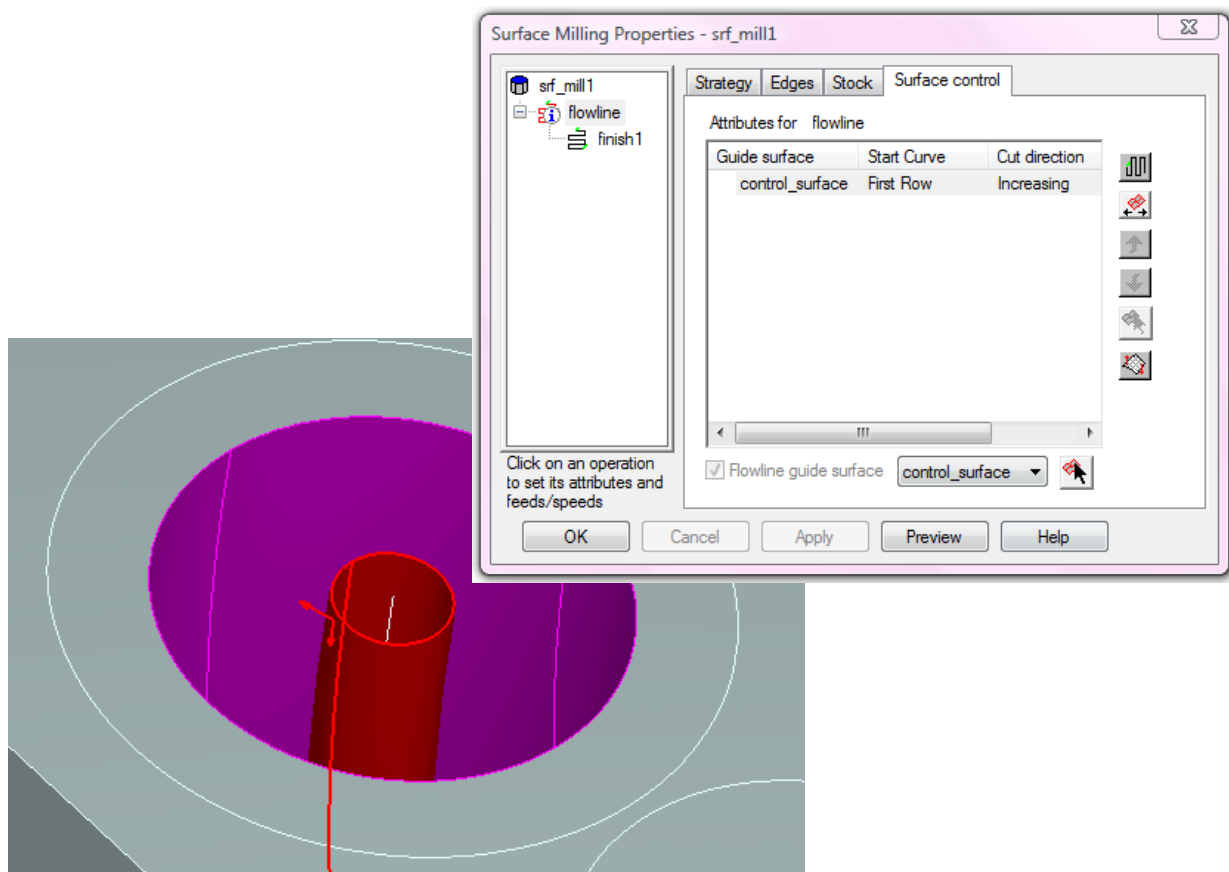 Surface Milling Properties - srf_mill1
srf_mill1
flowline
finish1
Strategy Edges Stock Surface control
Attributes for flowline
Guide surface Start Curve Cut direction
control_surface First Row Increasing
Click on an operation
to set its attributes and
feeds/speeds
Flowline guide surface control_surface
OK Cancel Apply Preview Help